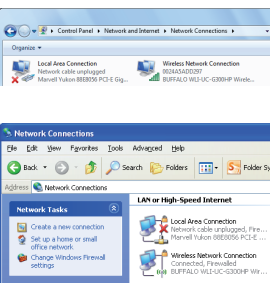 Control Panel ▸ Network and Internet ▸ Network Connections ▸
Organize
Local Area Connection
Network cable unplugged
Marvell Yukon 88E8056 PCI-E Gig...
Wireless Network Connection
0024A5ADD297
BUFFALO WLI-UC-G300HP Wirele...
Network Connections
File Edit View Favorites Tools Advanced Help
Back Search Folders Folder Sy
Address Network Connections
LAN or High-Speed Internet
Network Tasks
Create a new connection
Set up a home or small
office network
Change Windows Firewall
settings
Local Area Connection
Network cable unplugged, Fire...
Marvell Yukon 88E8056 PCI-E ...
Wireless Network Connection
Connected, Firewalled
BUFFALO WLI-UC-G300HP Wir...